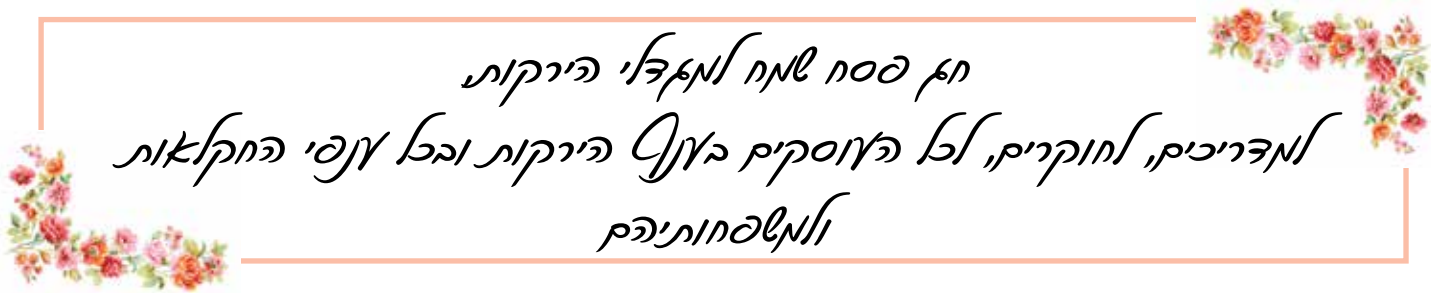 חג פסח שמח למגדלי הירקות,
למדריכים, לחוקרים, לכל העוסקים בענף הירקות ובכל ענפי החקלאות
ולמשפחותיהם